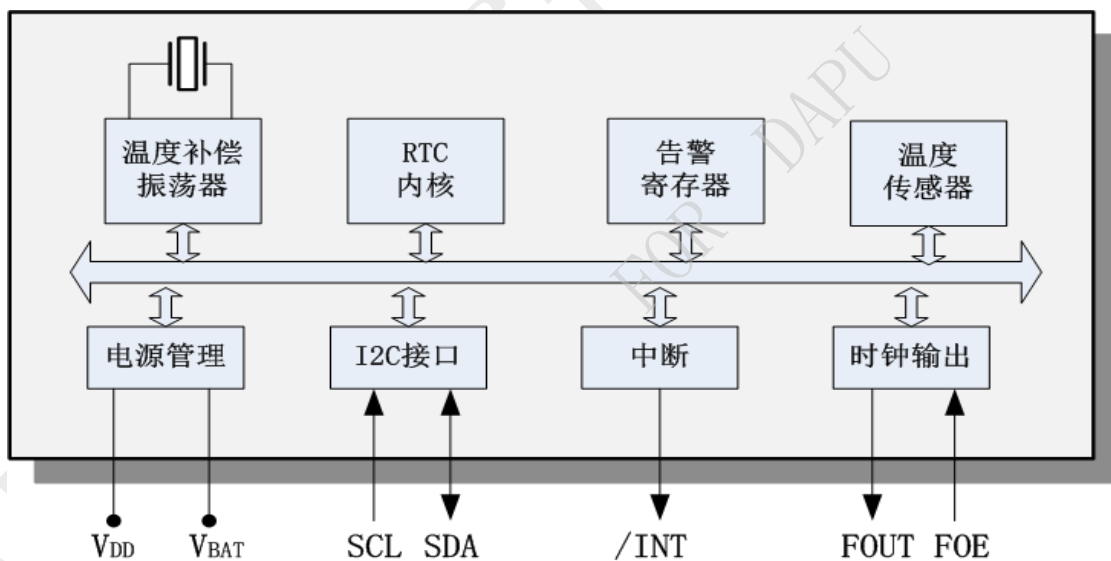 FOR DAPU
温度补偿
振荡器
RTC
内核
告警
寄存器
温度
传感器
电源管理
I2C接口
中断
时钟输出
VDD VBAT SCL SDA /INT FOUT FOE